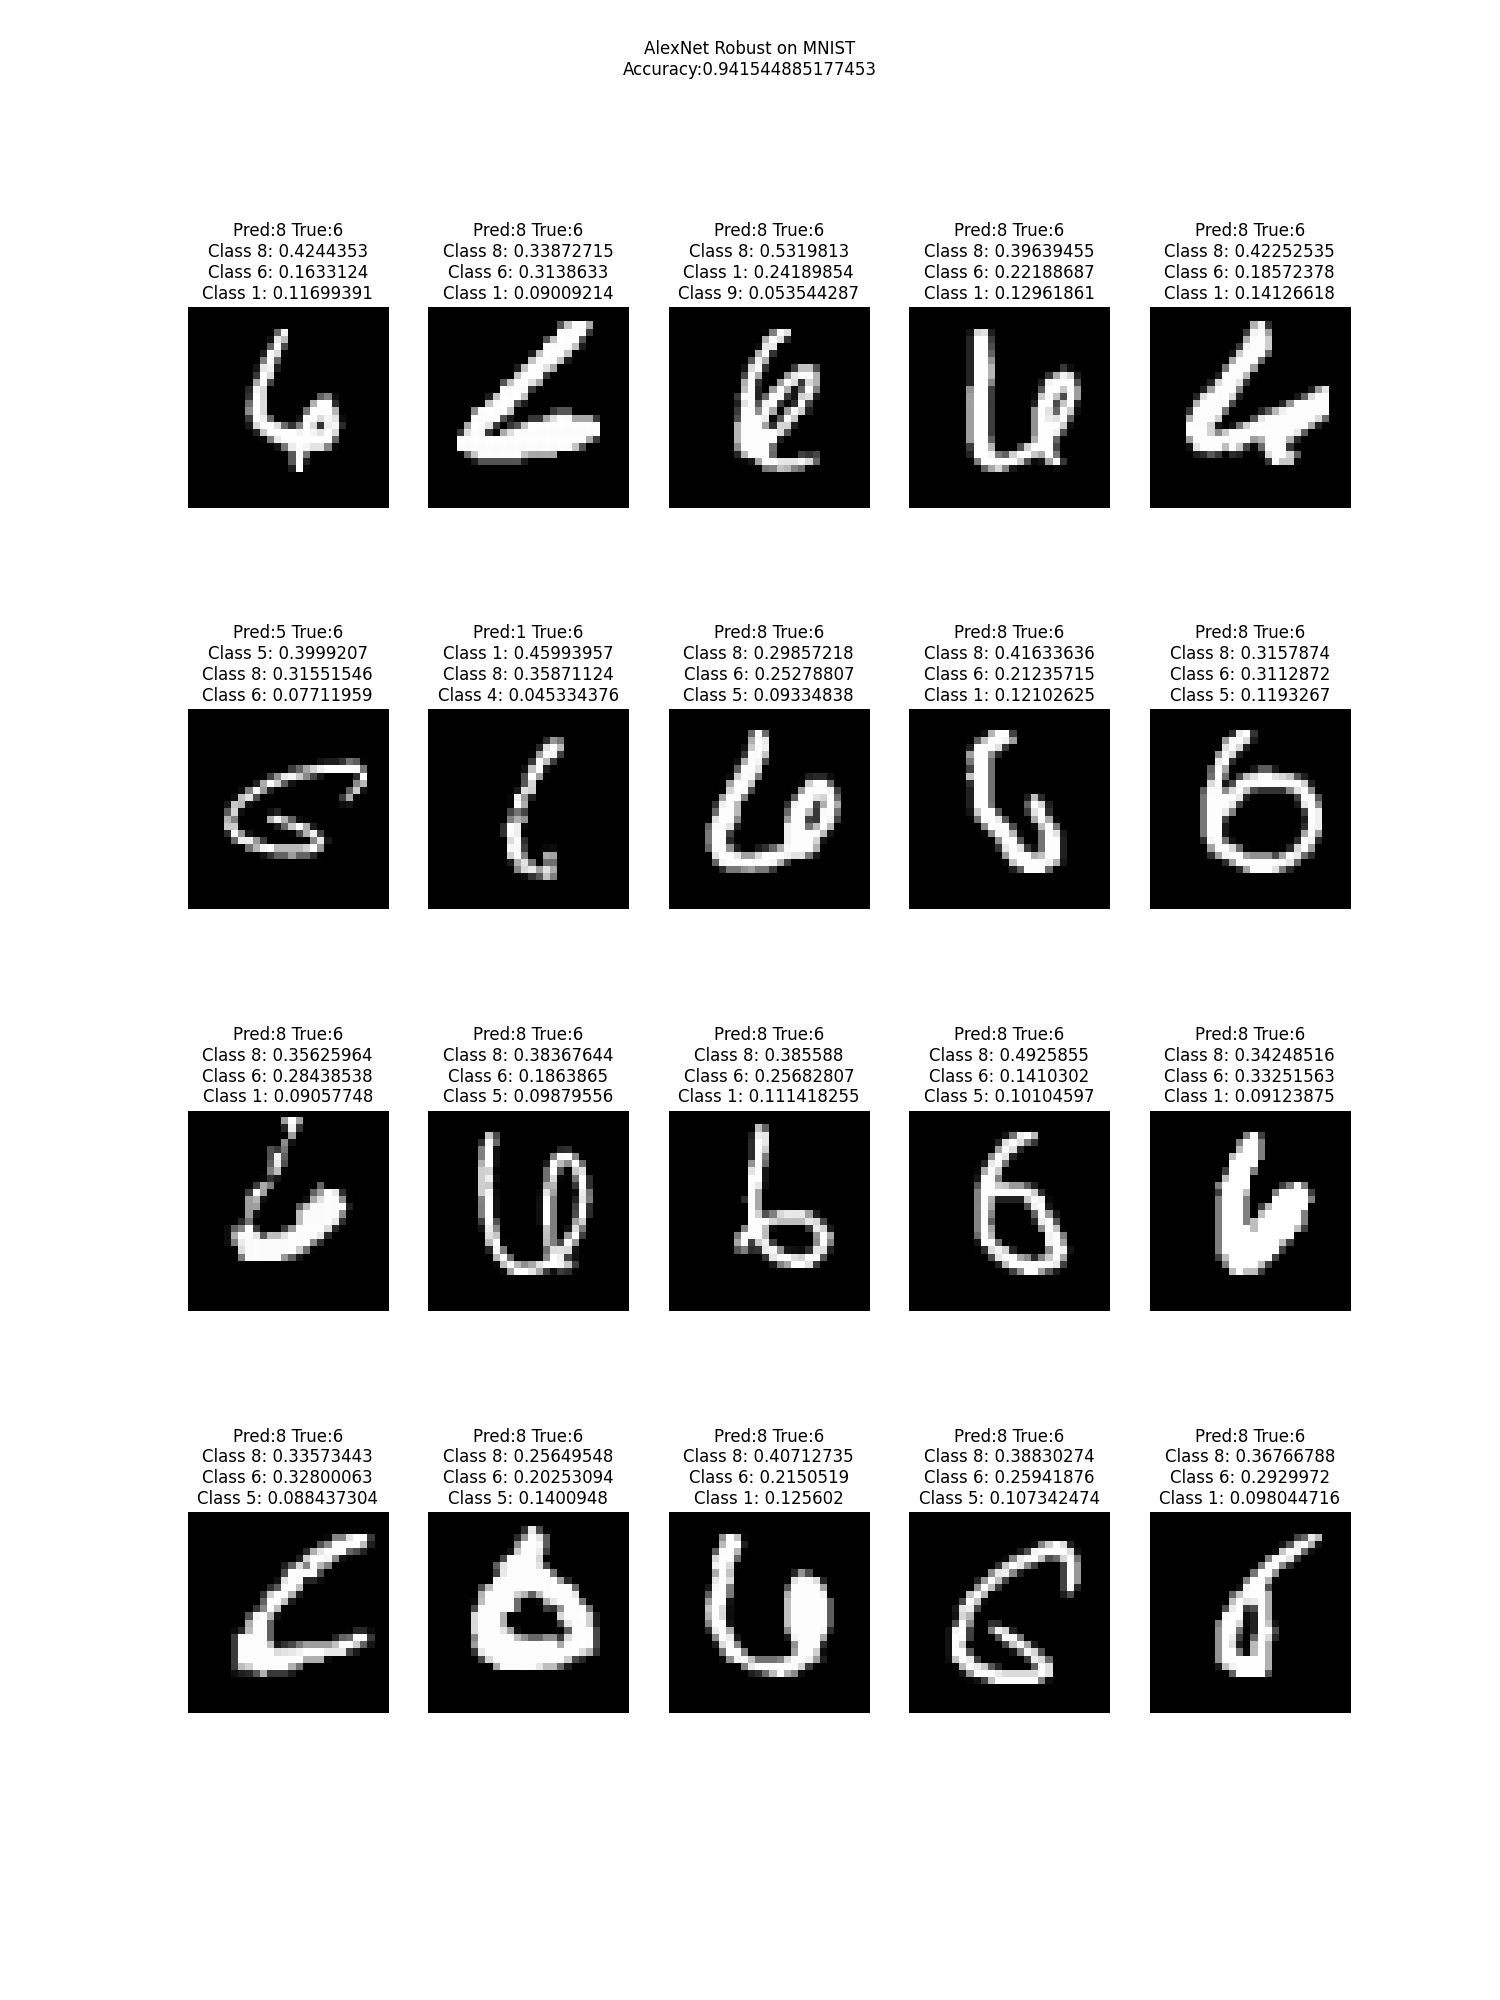 AlexNet Robust on MNIST
Accuracy:0.941544885177453
Pred:8 True:6
Class 8: 0.4244353
Class 6: 0.1633124
Class 1: 0.11699391
Pred:8 True:6
Class 8: 0.33872715
Class 6: 0.3138633
Class 1: 0.09009214
Pred:8 True:6
Class 8: 0.5319813
Class 1: 0.24189854
Class 9: 0.053544287
Pred:8 True:6
Class 8: 0.39639455
Class 6: 0.22188687
Class 1: 0.12961861
Pred:8 True:6
Class 8: 0.42252535
Class 6: 0.18572378
Class 1: 0.14126618
Pred:5 True:6
Class 5: 0.3999207
Class 8: 0.31551546
Class 6: 0.07711959
Pred:1 True:6
Class 1: 0.45993957
Class 8: 0.35871124
Class 4: 0.045334376
Pred:8 True:6
Class 8: 0.29857218
Class 6: 0.25278807
Class 5: 0.09334838
Pred:8 True:6
Class 8: 0.41633636
Class 6: 0.21235715
Class 1: 0.12102625
Pred:8 True:6
Class 8: 0.3157874
Class 6: 0.3112872
Class 5: 0.1193267
Pred:8 True:6
Class 8: 0.35625964
Class 6: 0.28438538
Class 1: 0.09057748
Pred:8 True:6
Class 8: 0.38367644
Class 6: 0.1863865
Class 5: 0.09879556
Pred:8 True:6
Class 8: 0.385588
Class 6: 0.25682807
Class 1: 0.111418255
Pred:8 True:6
Class 8: 0.4925855
Class 6: 0.1410302
Class 5: 0.10104597
Pred:8 True:6
Class 8: 0.34248516
Class 6: 0.33251563
Class 1: 0.09123875
Pred:8 True:6
Class 8: 0.33573443
Class 6: 0.32800063
Class 5: 0.088437304
Pred:8 True:6
Class 8: 0.25649548
Class 6: 0.20253094
Class 5: 0.1400948
Pred:8 True:6
Class 8: 0.40712735
Class 6: 0.2150519
Class 1: 0.125602
Pred:8 True:6
Class 8: 0.38830274
Class 6: 0.25941876
Class 5: 0.107342474
Pred:8 True:6
Class 8: 0.36766788
Class 6: 0.2929972
Class 1: 0.098044716